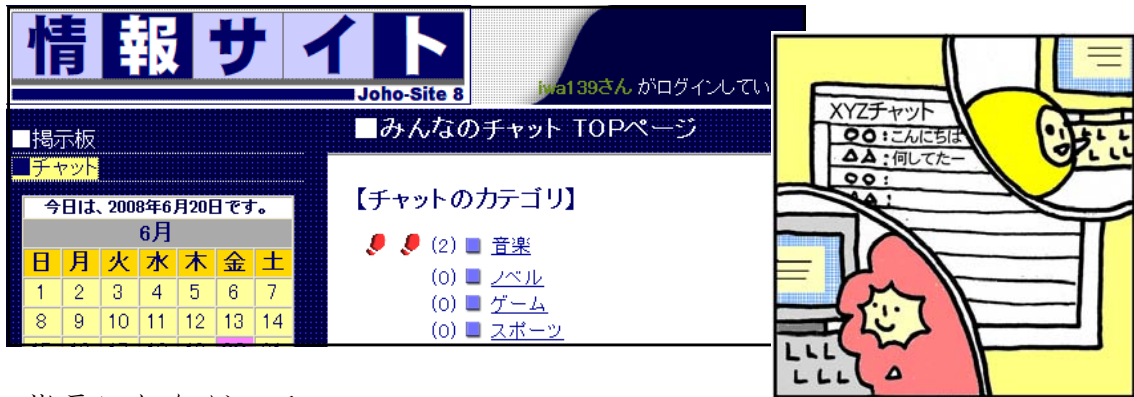 情報サイト
Joho-Site 8
iwa139さん がログインしてい
■掲示板
■チャット
今日は、2008年6月20日です。
6月
日 月 火 水 木 金 土
1 2 3 4 5 6 7
8 9 10 11 12 13 14
■みんなのチャット TOPページ
【チャットのカテゴリ】
(2) ■ 音楽
(0) ■ ノベル
(0) ■ ゲーム
(0) ■ スポーツ
XYZチャット
○○:こんにちは
△△:何してたー
○○:
△△: